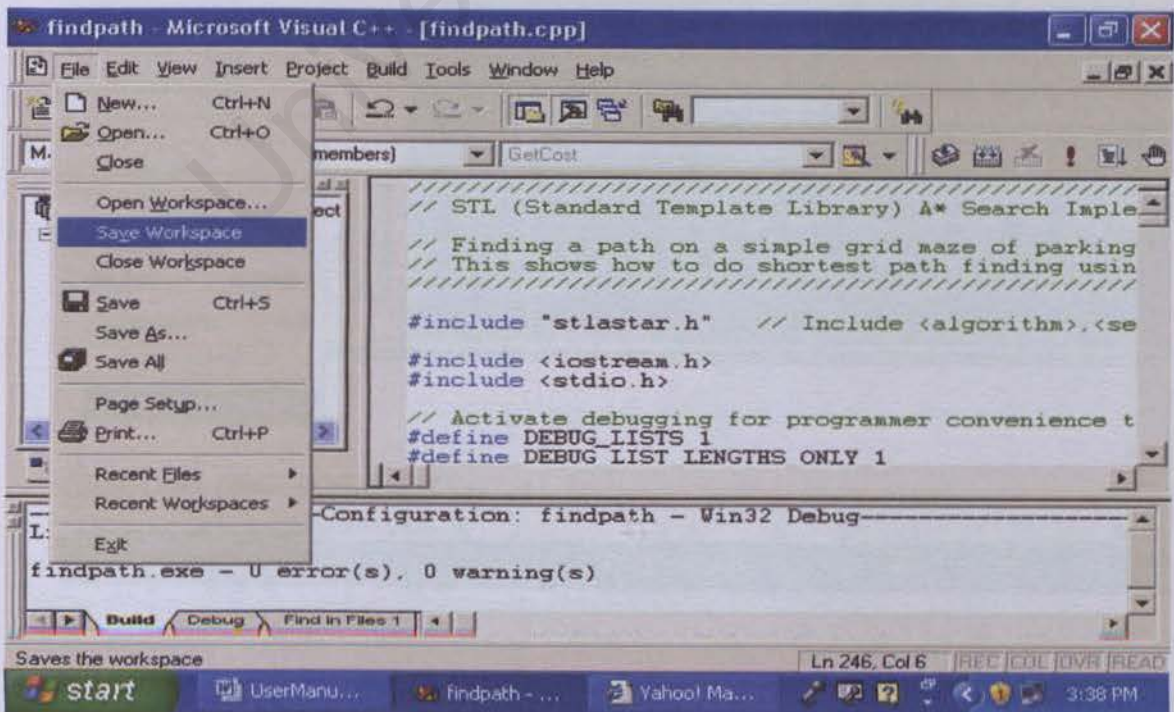 findpath - Microsoft Visual C++ - [findpath.cpp]
File Edit View Insert Project Build Tools Window Help
New... Ctrl+N
Open... Ctrl+O
Close
Open Workspace...
Save Workspace
Close Workspace
Save Ctrl+S
Save As...
Save All
Page Setup...
Print... Ctrl+P
Recent Files
Recent Workspaces
Exit
members) GetCost
ect
////////////////////////////////////////////////////////////
// STL (Standard Template Library) A* Search Imple
// Finding a path on a simple grid maze of parking
// This shows how to do shortest path finding usin
////////////////////////////////////////////////////////////
#include "stlastar.h" // Include <algorithm>,<se
#include <iostream.h>
#include <stdio.h>
// Activate debugging for programmer convenience t
#define DEBUG_LISTS 1
#define DEBUG_LIST_LENGTHS_ONLY 1
-Configuration: findpath - Win32 Debug-
findpath.exe - 0 error(s), 0 warning(s)
Build Debug Find in Files 1
Saves the workspace Ln 246, Col 6 REC COL OVR READ
start UserManu... findpath - ... Yahoo! Ma... 3:38 PM